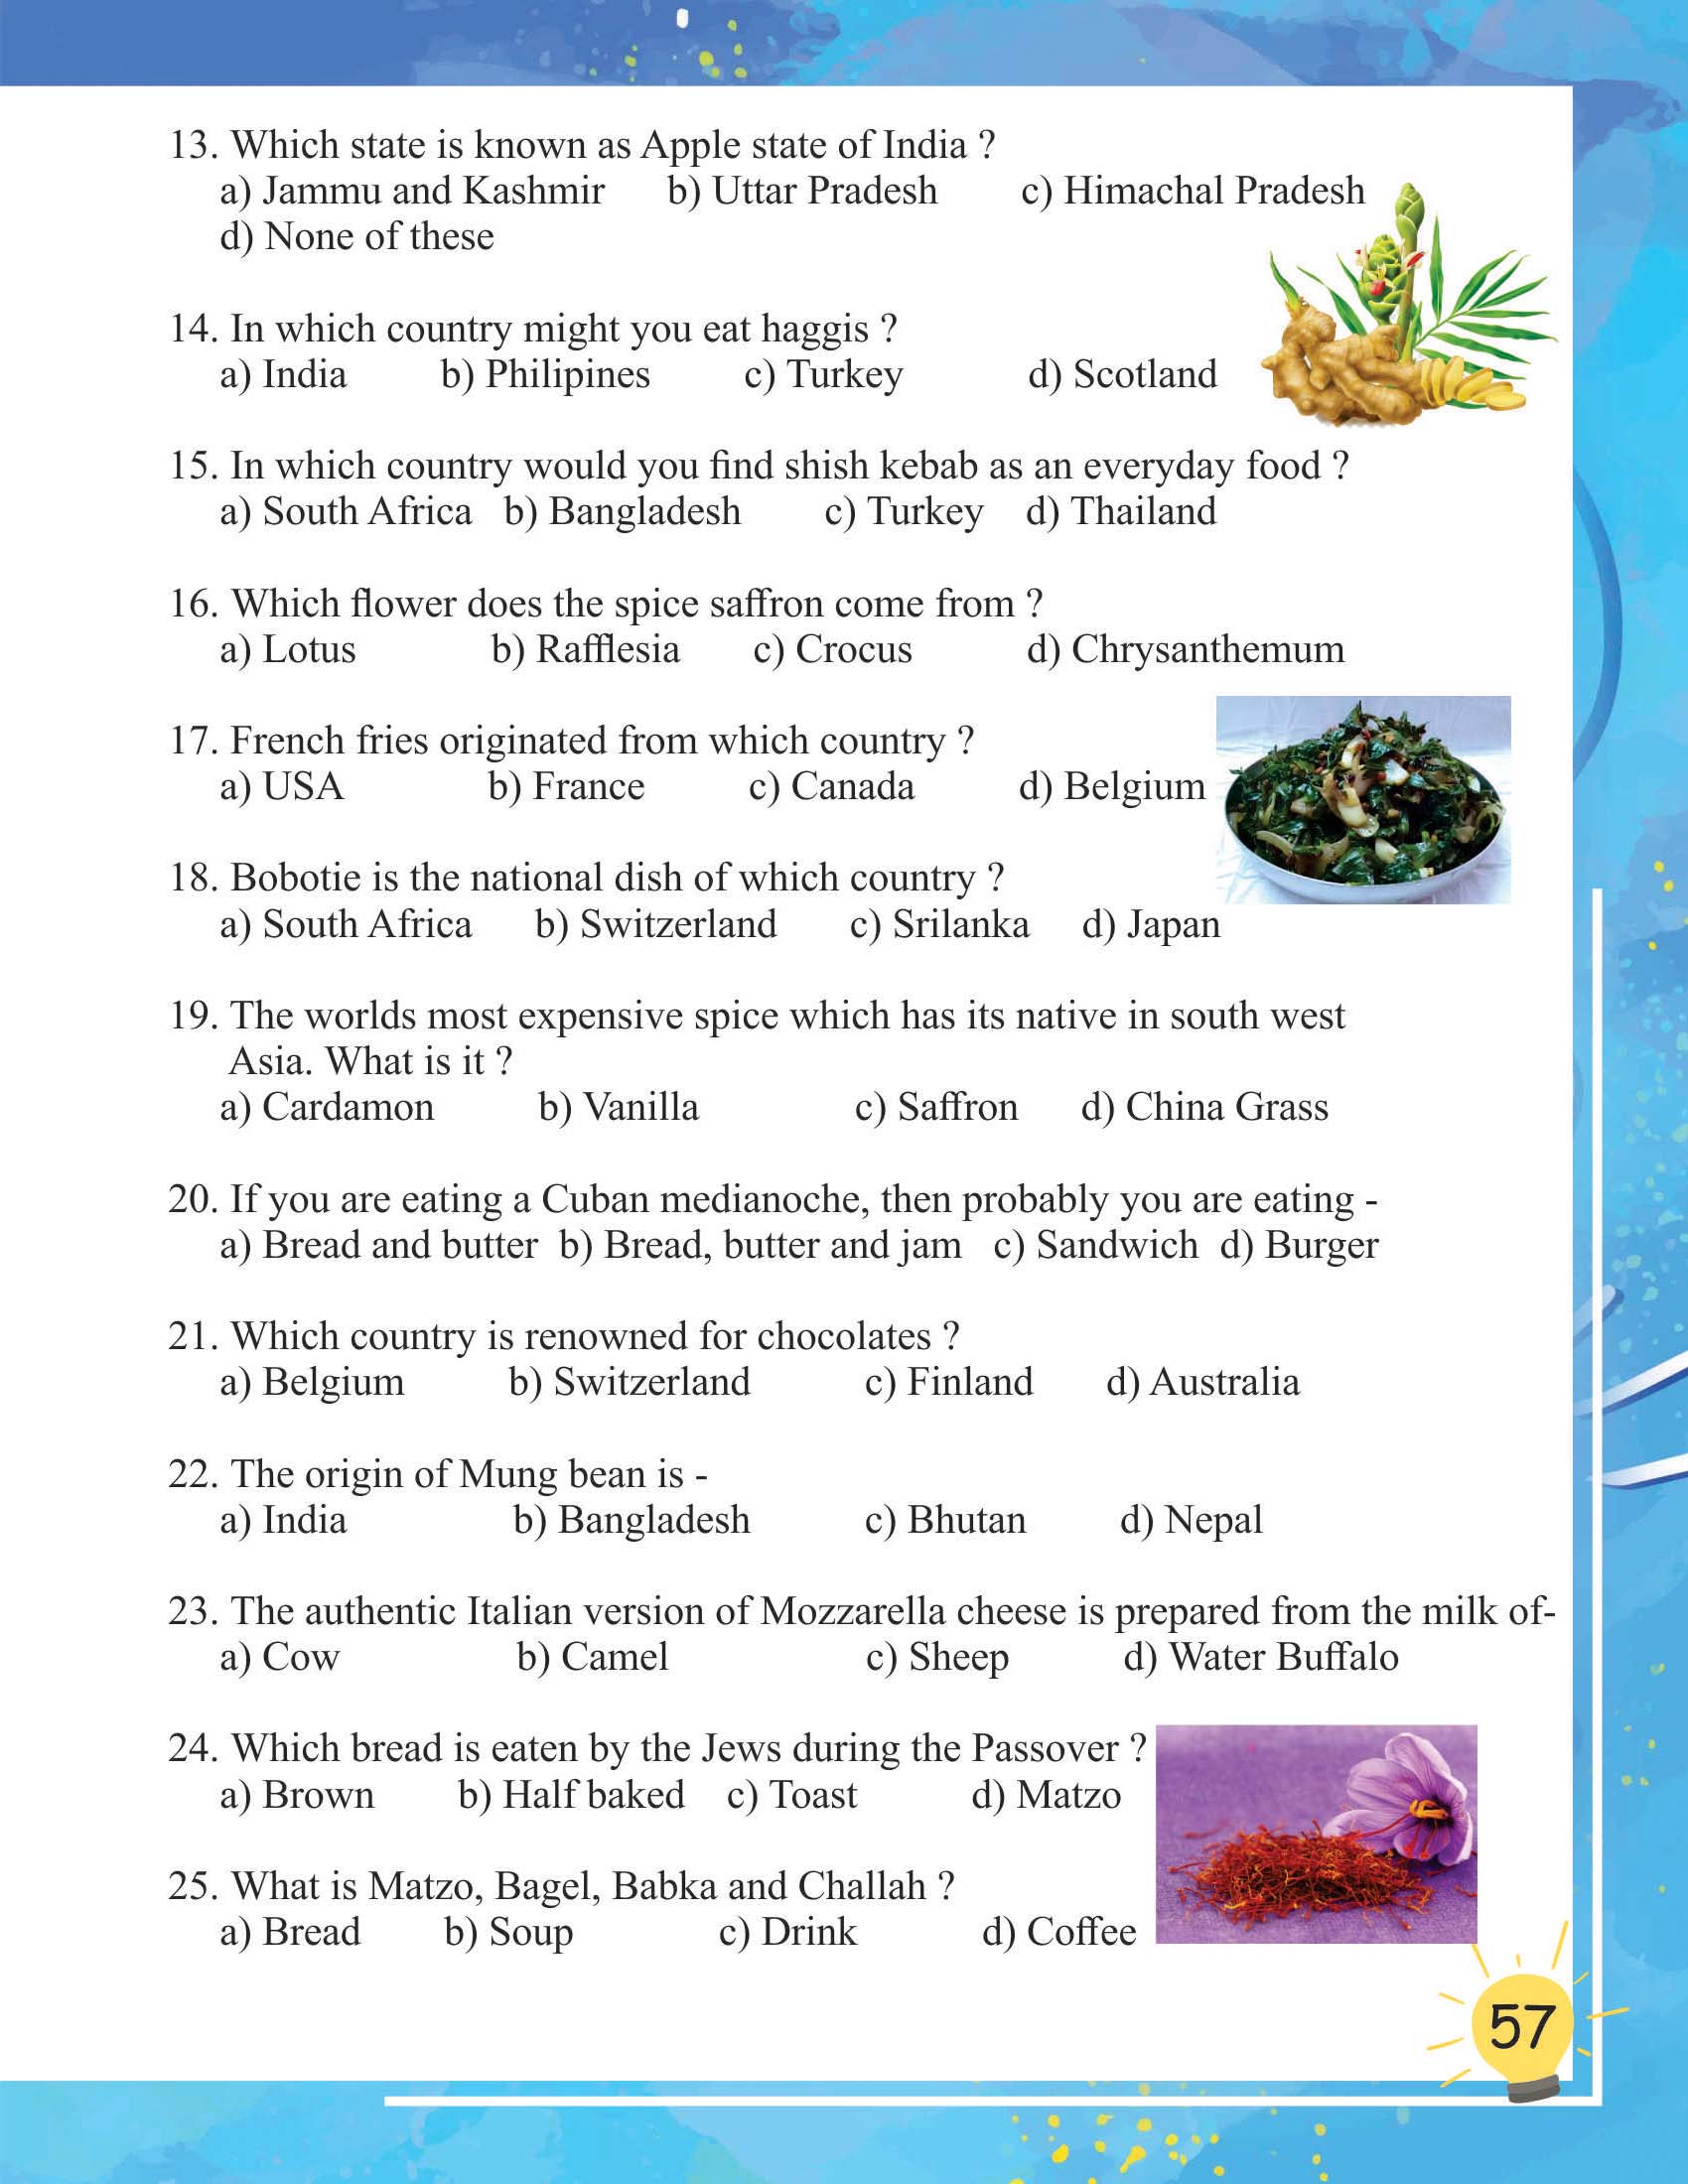 13. Which state is known as Apple state of India ?
a) Jammu and Kashmir b) Uttar Pradesh c) Himachal Pradesh
d) None of these
14. In which country might you eat haggis ?
a) India b) Philipines c) Turkey d) Scotland
15. In which country would you find shish kebab as an everyday food ?
a) South Africa b) Bangladesh c) Turkey d) Thailand
16. Which flower does the spice saffron come from ?
a) Lotus b) Rafflesia c) Crocus d) Chrysanthemum
17. French fries originated from which country ?
a) USA b) France c) Canada d) Belgium
18. Bobotie is the national dish of which country ?
a) South Africa b) Switzerland c) Srilanka d) Japan
19. The worlds most expensive spice which has its native in south west
Asia. What is it ?
a) Cardamon b) Vanilla c) Saffron d) China Grass
20. If you are eating a Cuban medianoche, then probably you are eating -
a) Bread and butter b) Bread, butter and jam c) Sandwich d) Burger
21. Which country is renowned for chocolates ?
a) Belgium b) Switzerland c) Finland d) Australia
22. The origin of Mung bean is -
a) India b) Bangladesh c) Bhutan d) Nepal
23. The authentic Italian version of Mozzarella cheese is prepared from the milk of-
a) Cow b) Camel c) Sheep d) Water Buffalo
24. Which bread is eaten by the Jews during the Passover ?
a) Brown b) Half baked c) Toast d) Matzo
25. What is Matzo, Bagel, Babka and Challah ?
a) Bread b) Soup c) Drink d) Coffee
57